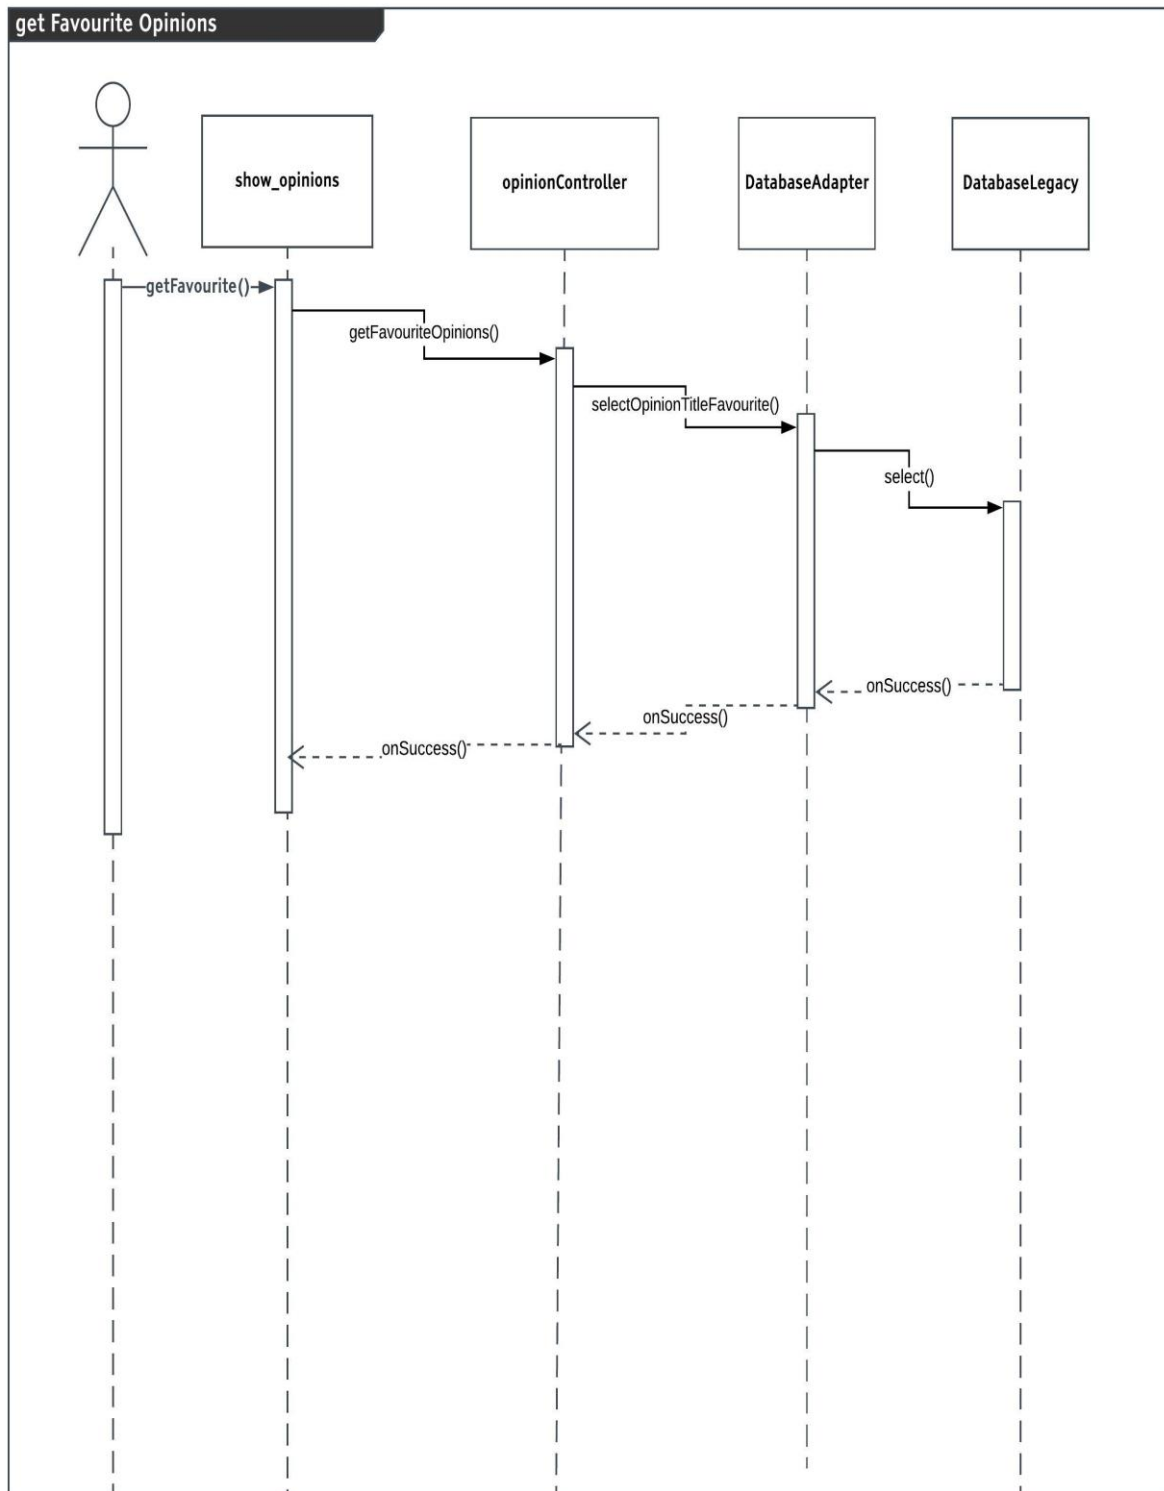 get Favourite Opinions
show_opinions
opinionController
DatabaseAdapter
DatabaseLegacy
getFavourite()
getFavouriteOpinions()
selectOpinionTitleFavourite()
select()
onSuccess()
onSuccess()
onSuccess()